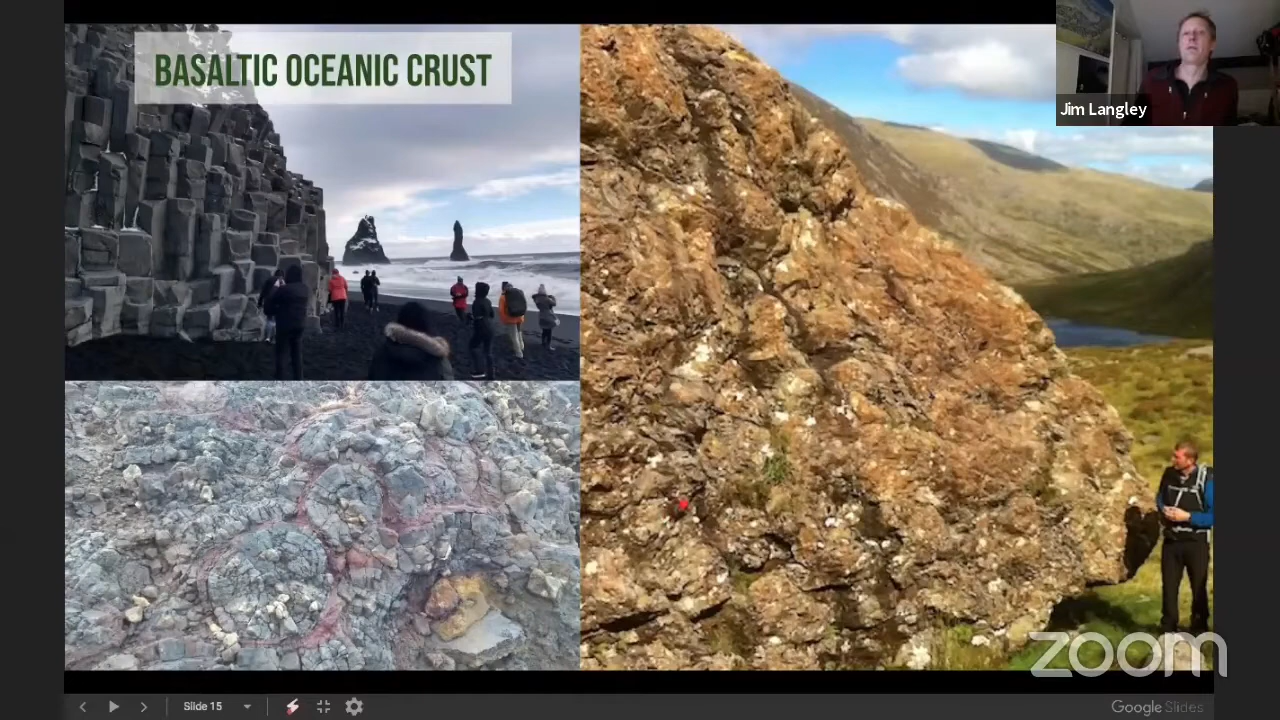 BASALTIC OCEANIC CRUST
Jim Langley
zoom
Slide 15
Google Slides